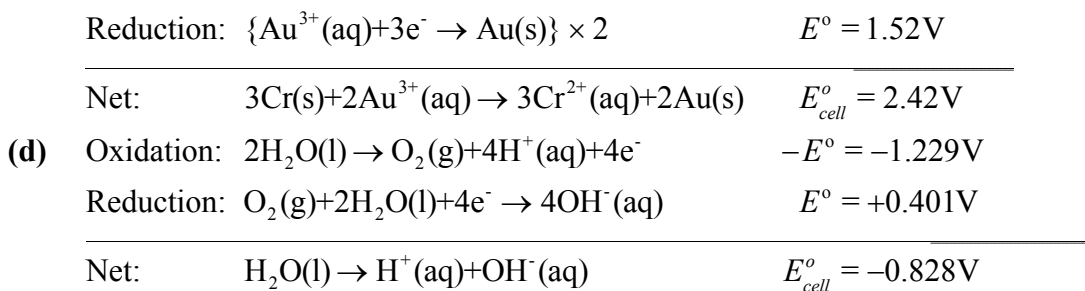 Reduction: {Au³⁺(aq)+3e⁻ → Au(s)} × 2 E° = 1.52V
Net: 3Cr(s)+2Au³⁺(aq) → 3Cr²⁺(aq)+2Au(s) E°cell = 2.42V
(d) Oxidation: 2H₂O(l) → O₂(g)+4H⁺(aq)+4e⁻ −E° = −1.229V
Reduction: O₂(g)+2H₂O(l)+4e⁻ → 4OH⁻(aq) E° = +0.401V
Net: H₂O(l) → H⁺(aq)+OH⁻(aq) E°cell = −0.828V